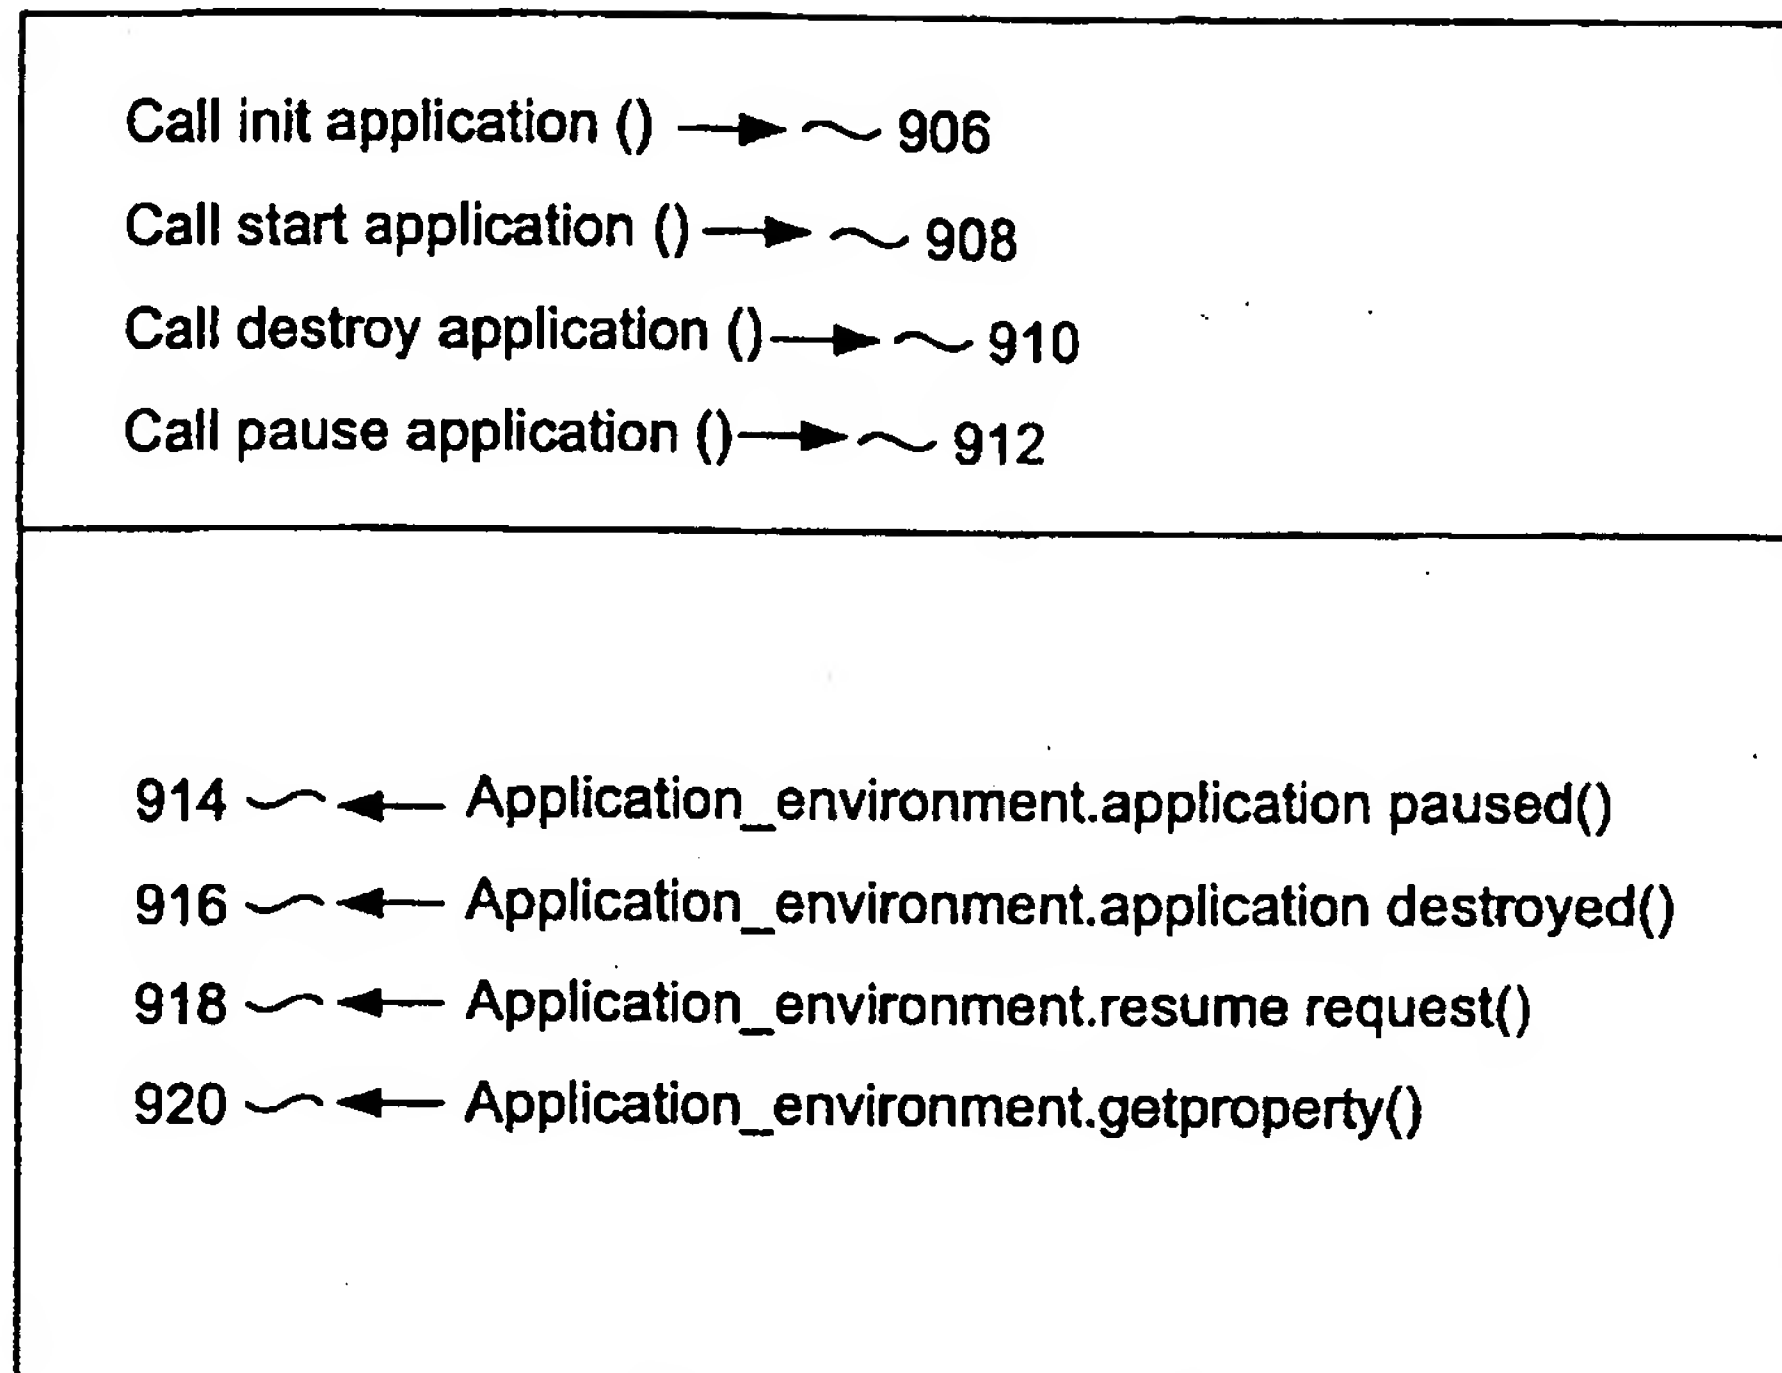 Call init application () 906
Call start application () 908
Call destroy application () 910
Call pause application () 912
914 Application_environment.application paused()
916 Application_environment.application destroyed()
918 Application_environment.resume request()
920 Application_environment.getproperty()